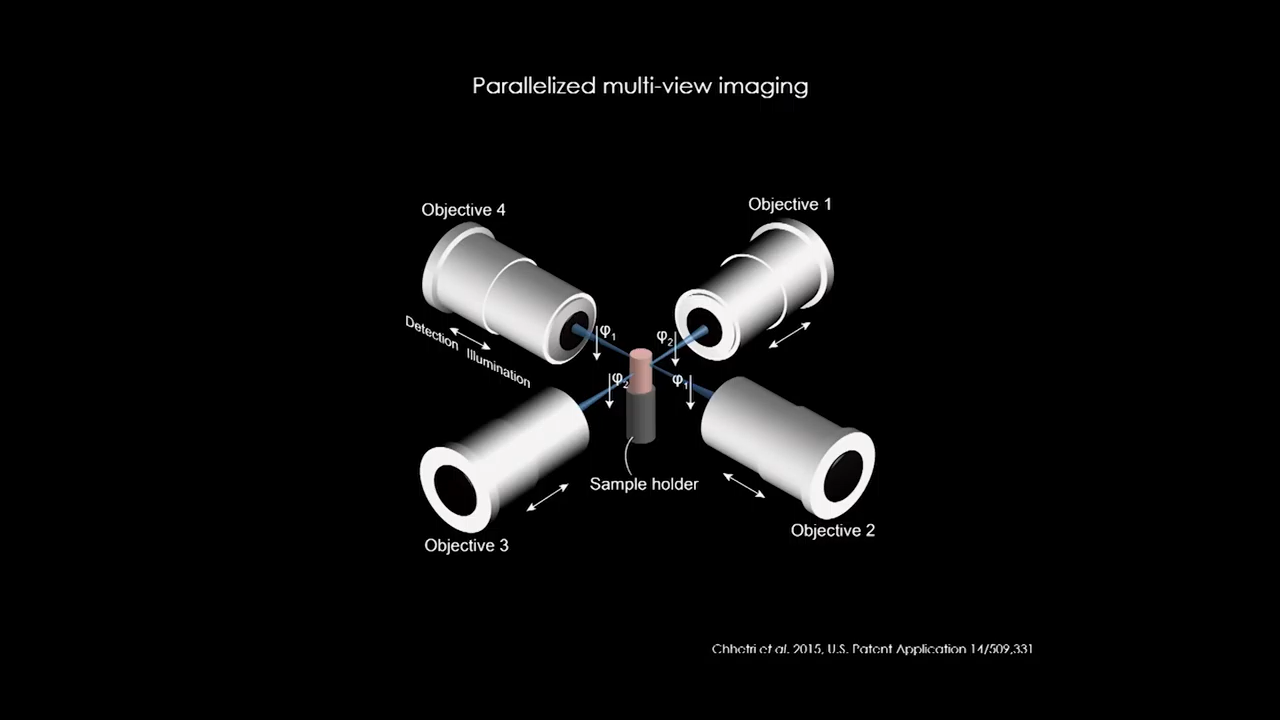 Parallelized multi-view imaging
Objective 4
Objective 1
Detection
Illumination
φ1
φ2
φ2
φ1
Sample holder
Objective 3
Objective 2
Chhetri et al. 2015, U.S. Patent Application 14/509,331